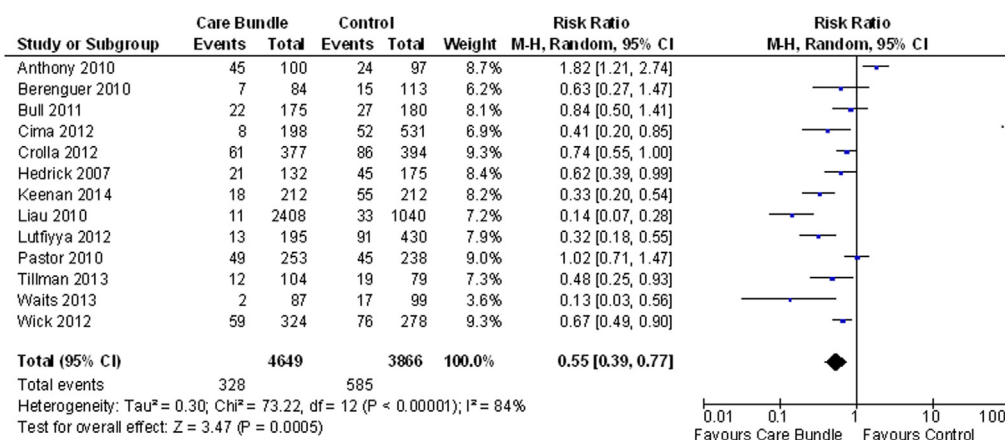 Care Bundle Control Risk Ratio Risk Ratio
Study or Subgroup Events Total Events Total Weight M-H, Random, 95% CI M-H, Random, 95% CI
Anthony 2010 45 100 24 97 8.7% 1.82 [1.21, 2.74]
Berenguer 2010 7 84 15 113 6.2% 0.63 [0.27, 1.47]
Bull 2011 22 175 27 180 8.1% 0.84 [0.50, 1.41]
Cima 2012 8 198 52 531 6.9% 0.41 [0.20, 0.85]
Crolla 2012 61 377 86 394 9.3% 0.74 [0.55, 1.00]
Hedrick 2007 21 132 45 175 8.5% 0.62 [0.39, 0.99]
Keenan 2014 18 212 55 212 8.3% 0.33 [0.20, 0.54]
Liau 2010 11 2408 33 1040 7.2% 0.14 [0.07, 0.28]
Lutfiyya 2012 13 195 91 430 7.9% 0.32 [0.18, 0.55]
Pastor 2010 49 253 45 238 9.0% 1.02 [0.71, 1.47]
Tillman 2013 12 104 19 79 7.3% 0.48 [0.25, 0.93]
Waits 2013 2 87 17 99 3.6% 0.13 [0.03, 0.56]
Wick 2012 59 324 76 278 9.3% 0.67 [0.49, 0.90]
Total (95% CI) 4649 3866 100.0% 0.55 [0.39, 0.77]
Total events 328 585
Heterogeneity: Tau² = 0.30; Chi² = 73.22, df = 12 (P < 0.00001); I² = 84%
Test for overall effect: Z = 3.47 (P = 0.0005)
0.01 0.1 1 10 100
Favours Care Bundle Favours Control